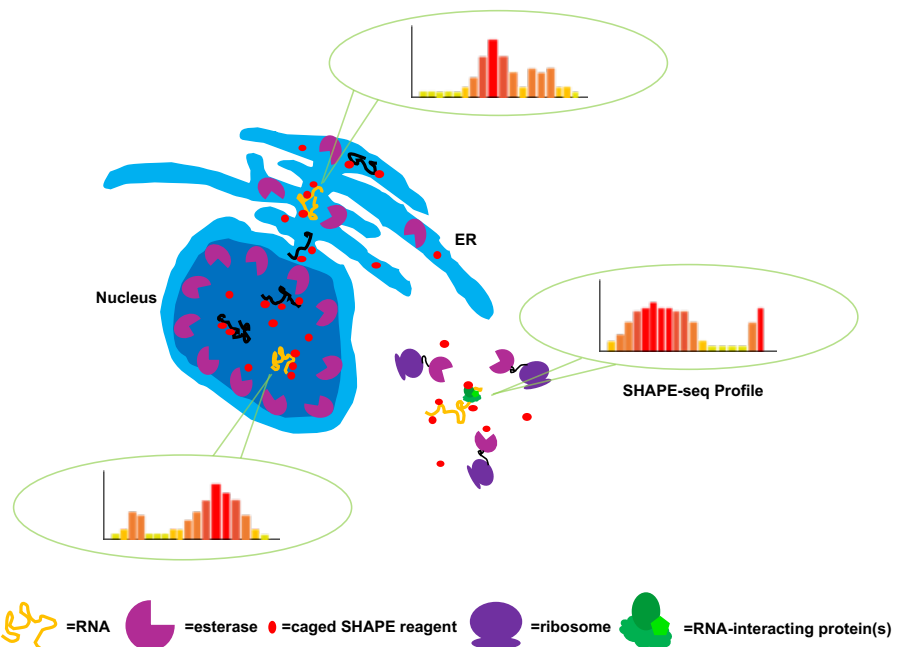 ER
Nucleus
SHAPE-seq Profile
=RNA
=esterase
=caged SHAPE reagent
=ribosome
=RNA-interacting protein(s)